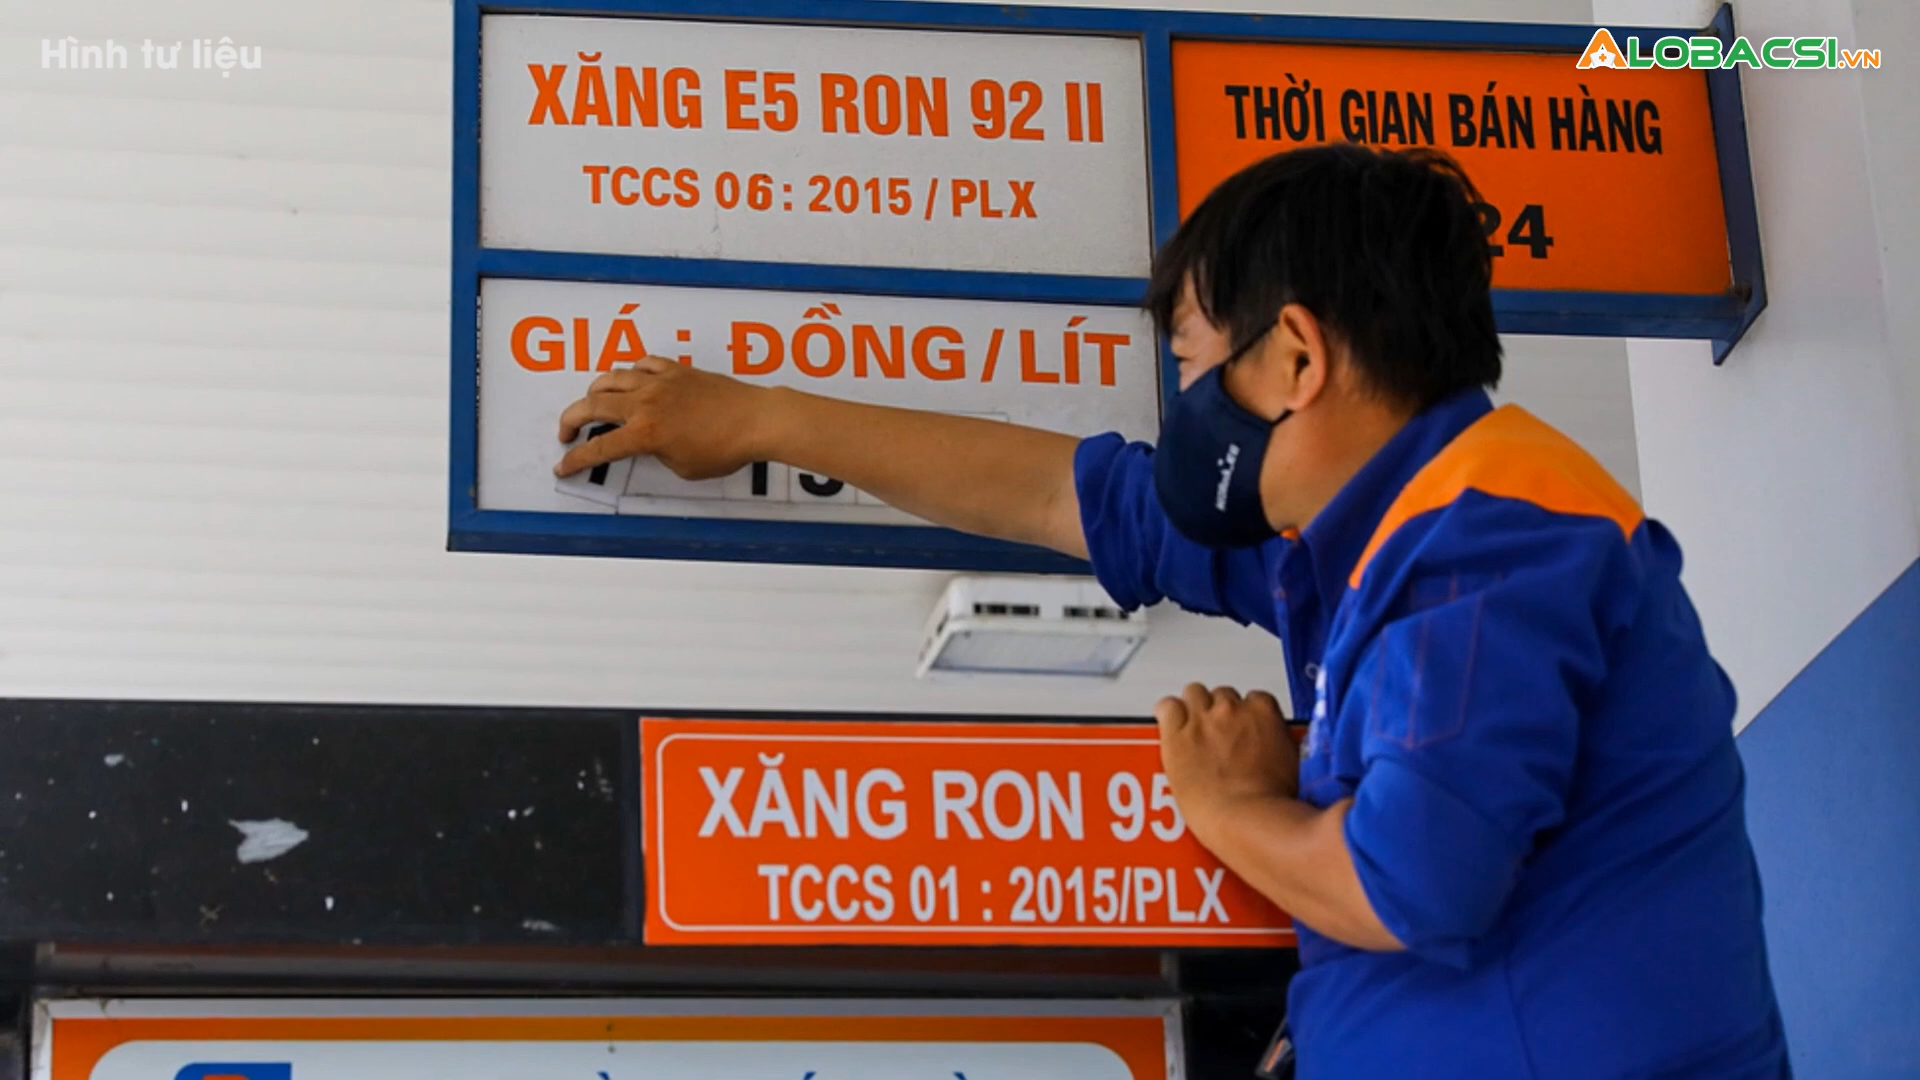 Hình tư liệu
ALOBACSI.VN
XĂNG E5 RON 92 II
TCCS 06 : 2015 / PLX
THỜI GIAN BÁN HÀNG
24
GIÁ : ĐỒNG / LÍT
XĂNG RON 95
TCCS 01 : 2015/PLX